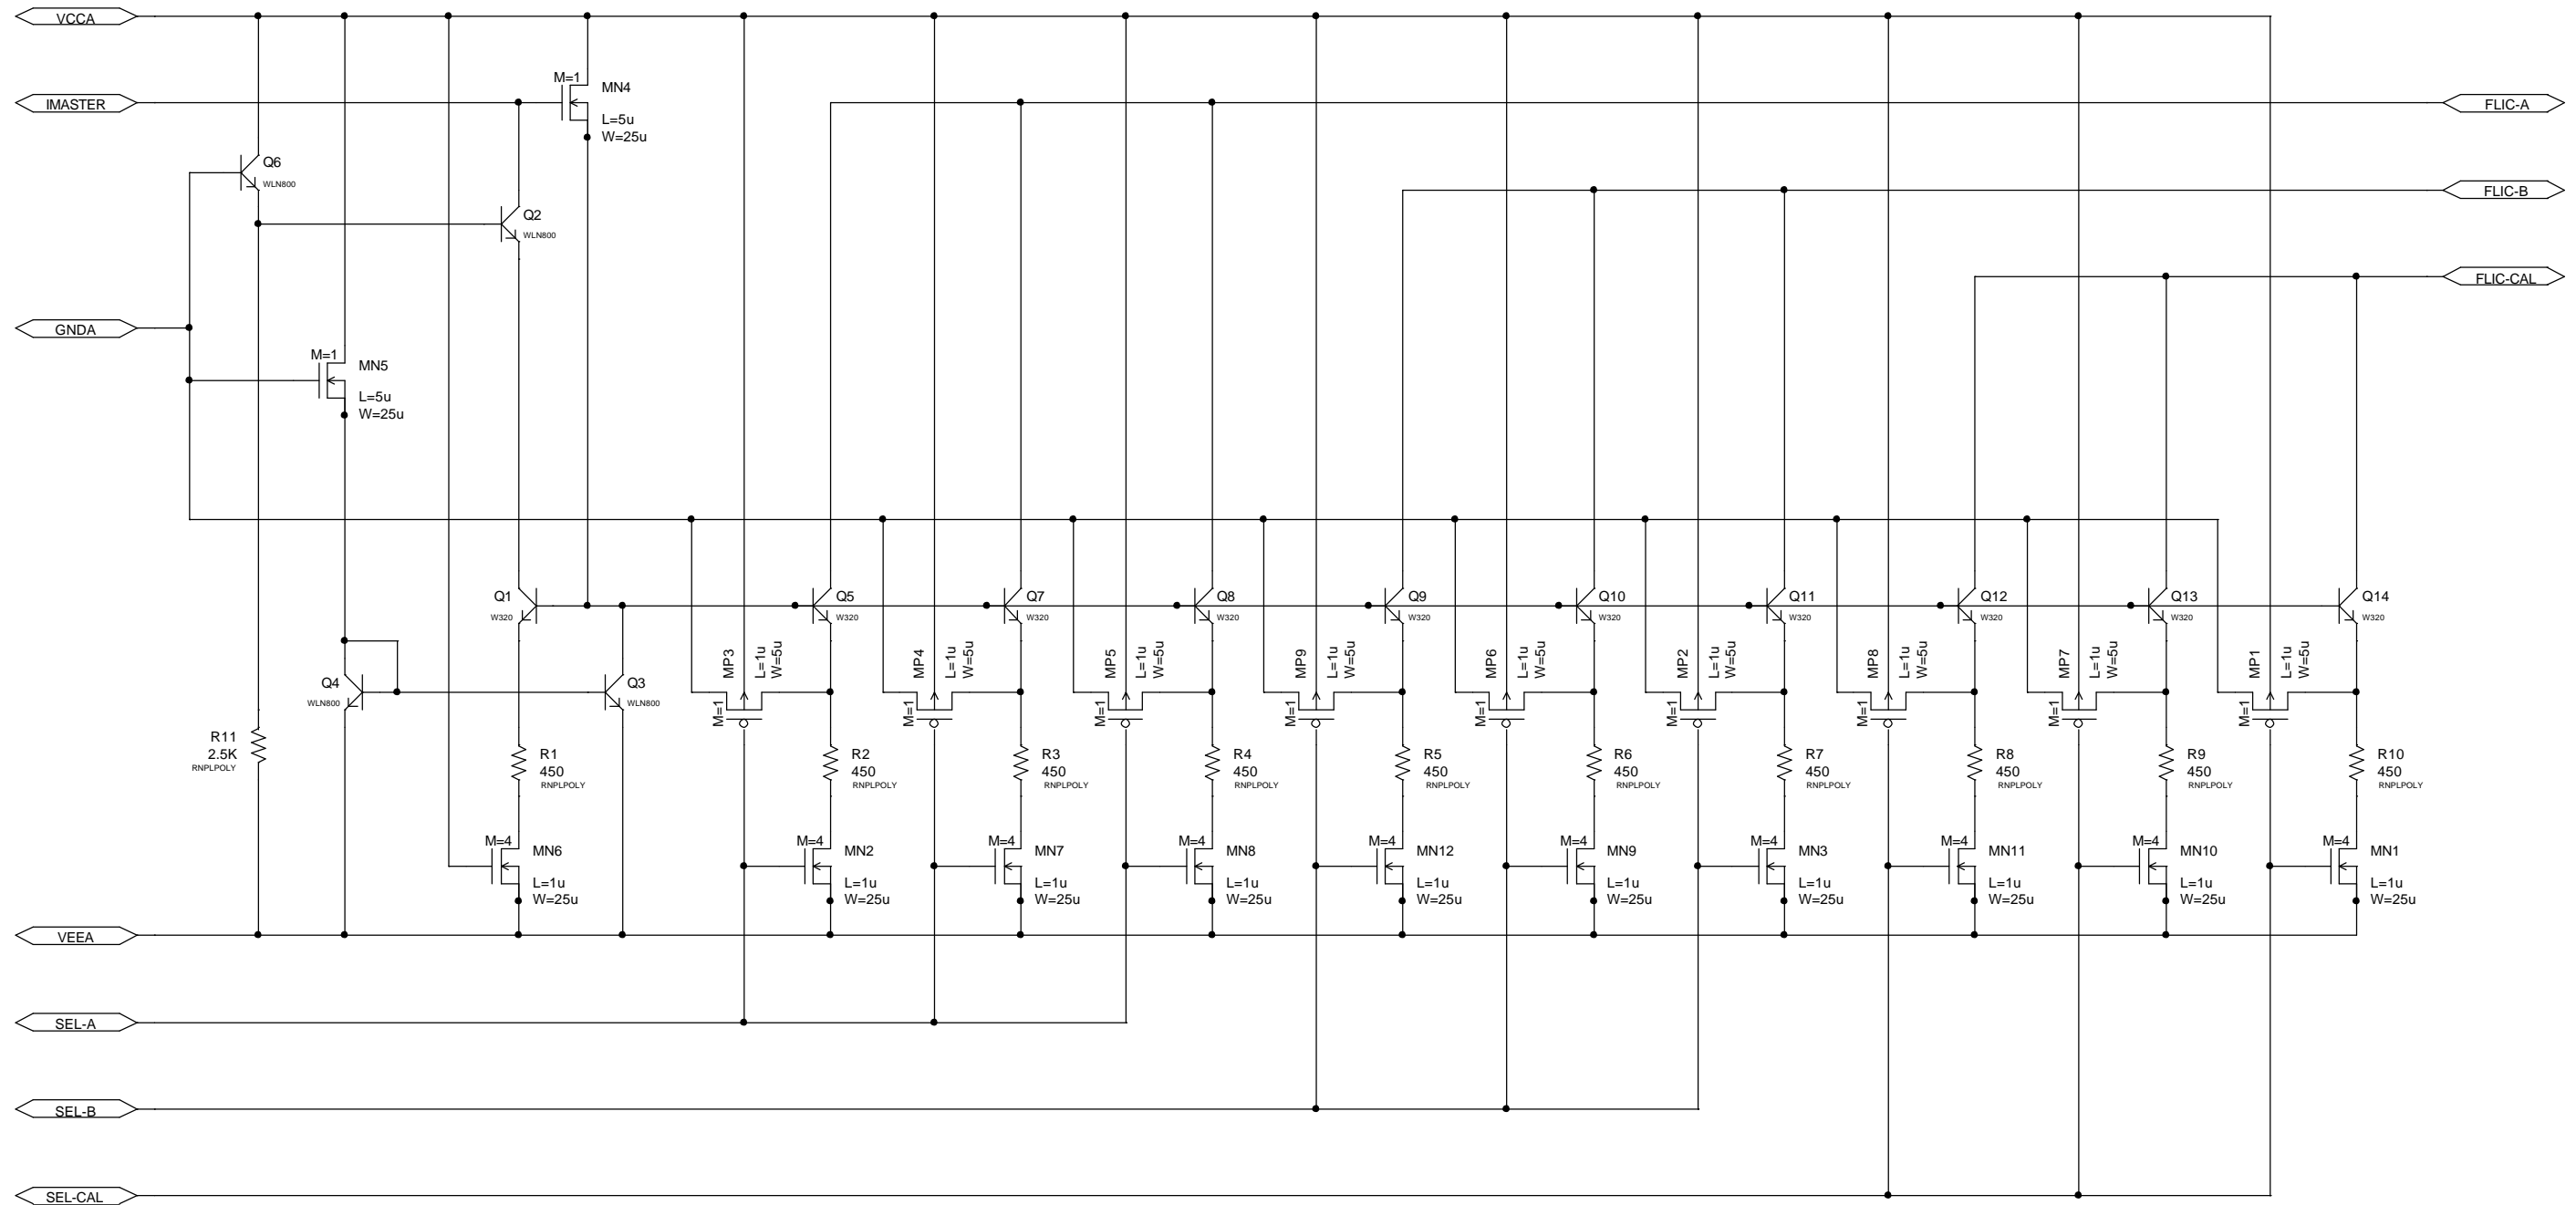 VCCA
M=1
MN4
IMASTER
FLIC-A
L=5u
W=25u
Q6
WLN800
FLIC-B
Q2
WLN800
FLIC-CAL
GNDA
M=1
MN5
L=5u
W=25u
Q1
W320
Q5
W320
Q7
W320
Q8
W320
Q9
W320
Q10
W320
Q11
W320
Q12
W320
Q13
W320
Q14
W320
Q4
WLN800
Q3
WLN800
MP3
L=1u
W=5u
M=1
MP4
L=1u
W=5u
M=1
MP5
L=1u
W=5u
M=1
MP9
L=1u
W=5u
M=1
MP6
L=1u
W=5u
M=1
MP2
L=1u
W=5u
M=1
MP8
L=1u
W=5u
M=1
MP7
L=1u
W=5u
M=1
MP1
L=1u
W=5u
M=1
R11
2.5K
RNPLPOLY
R1
450
RNPLPOLY
R2
450
RNPLPOLY
R3
450
RNPLPOLY
R4
450
RNPLPOLY
R5
450
RNPLPOLY
R6
450
RNPLPOLY
R7
450
RNPLPOLY
R8
450
RNPLPOLY
R9
450
RNPLPOLY
R10
450
RNPLPOLY
M=4
MN6
L=1u
W=25u
M=4
MN2
L=1u
W=25u
M=4
MN7
L=1u
W=25u
M=4
MN8
L=1u
W=25u
M=4
MN12
L=1u
W=25u
M=4
MN9
L=1u
W=25u
M=4
MN3
L=1u
W=25u
M=4
MN11
L=1u
W=25u
M=4
MN10
L=1u
W=25u
M=4
MN1
L=1u
W=25u
VEEA
SEL-A
SEL-B
SEL-CAL